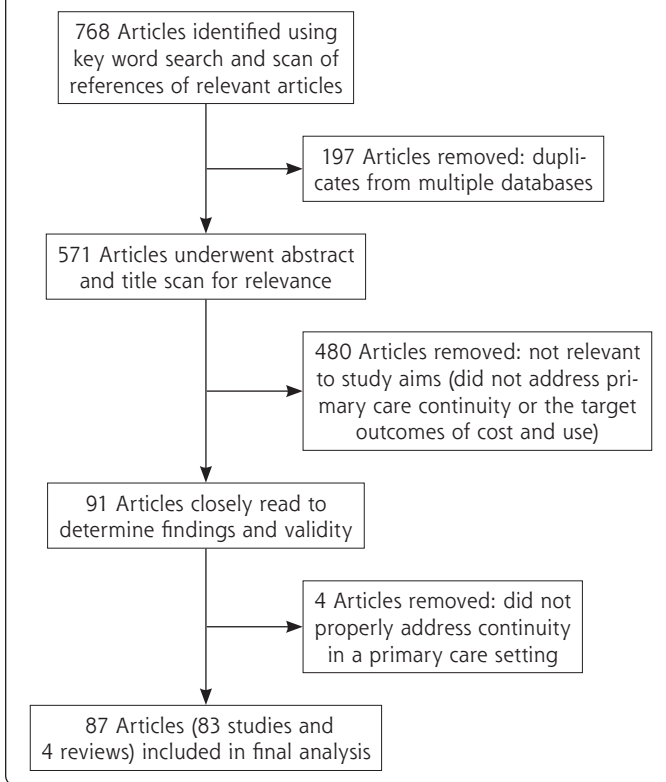 768 Articles identified using
key word search and scan of
references of relevant articles
197 Articles removed: dupli-
cates from multiple databases
571 Articles underwent abstract
and title scan for relevance
480 Articles removed: not relevant
to study aims (did not address pri-
mary care continuity or the target
outcomes of cost and use)
91 Articles closely read to
determine findings and validity
4 Articles removed: did not
properly address continuity
in a primary care setting
87 Articles (83 studies and
4 reviews) included in final analysis